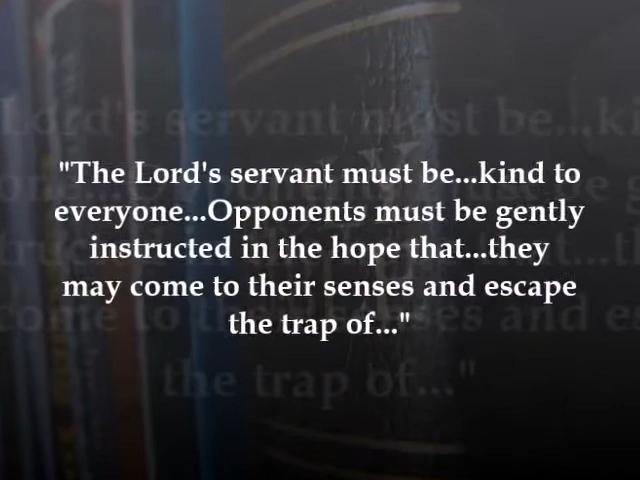 "The Lord's servant must be...kind to
everyone...Opponents must be gently
instructed in the hope that...they
may come to their senses and escape
the trap of..."